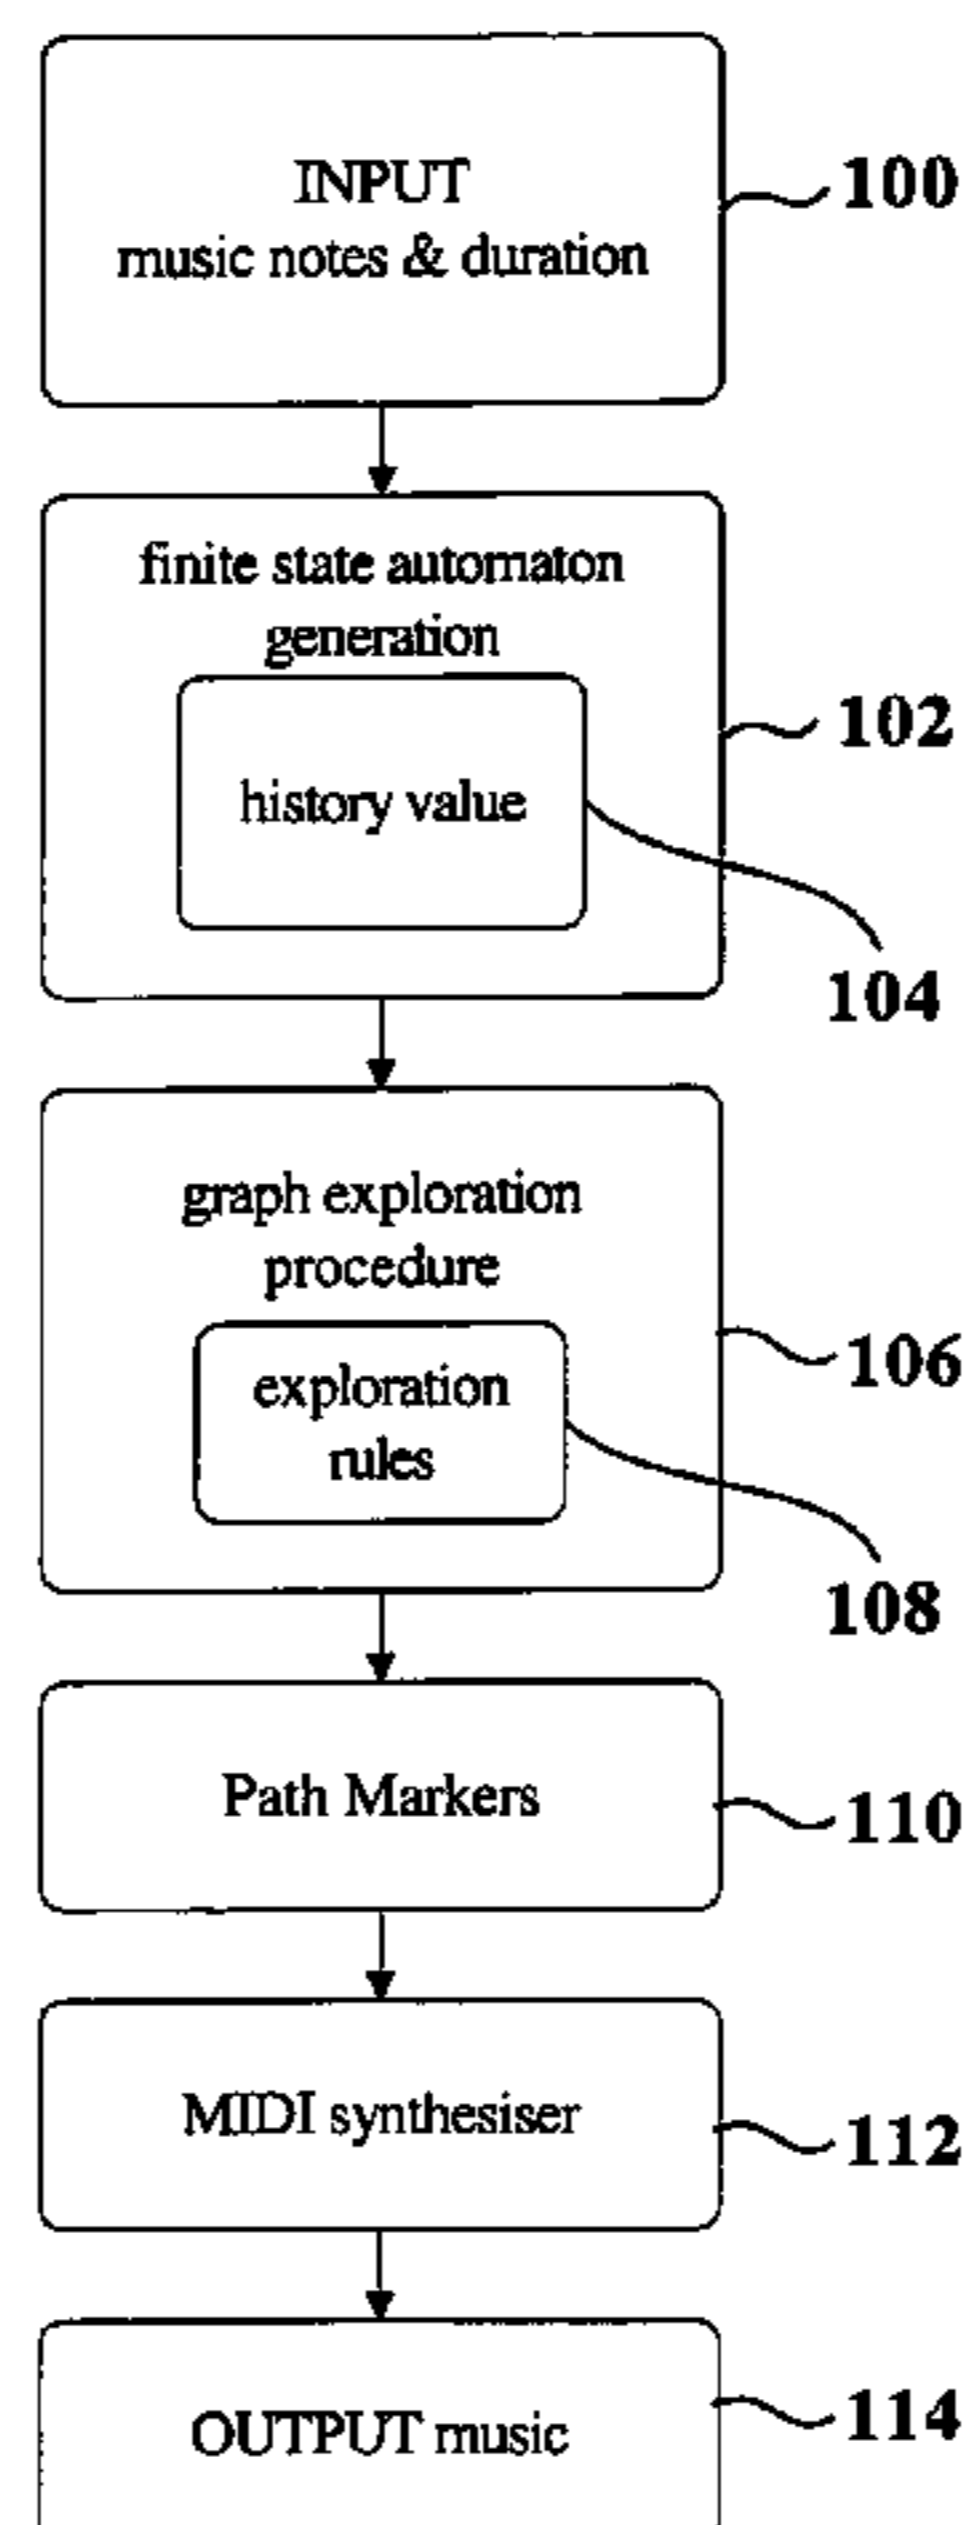 INPUT
music notes & duration
100
finite state automaton
generation
history value
102
104
graph exploration
procedure
exploration
rules
106
108
Path Markers
110
MIDI synthesiser
112
OUTPUT music
114